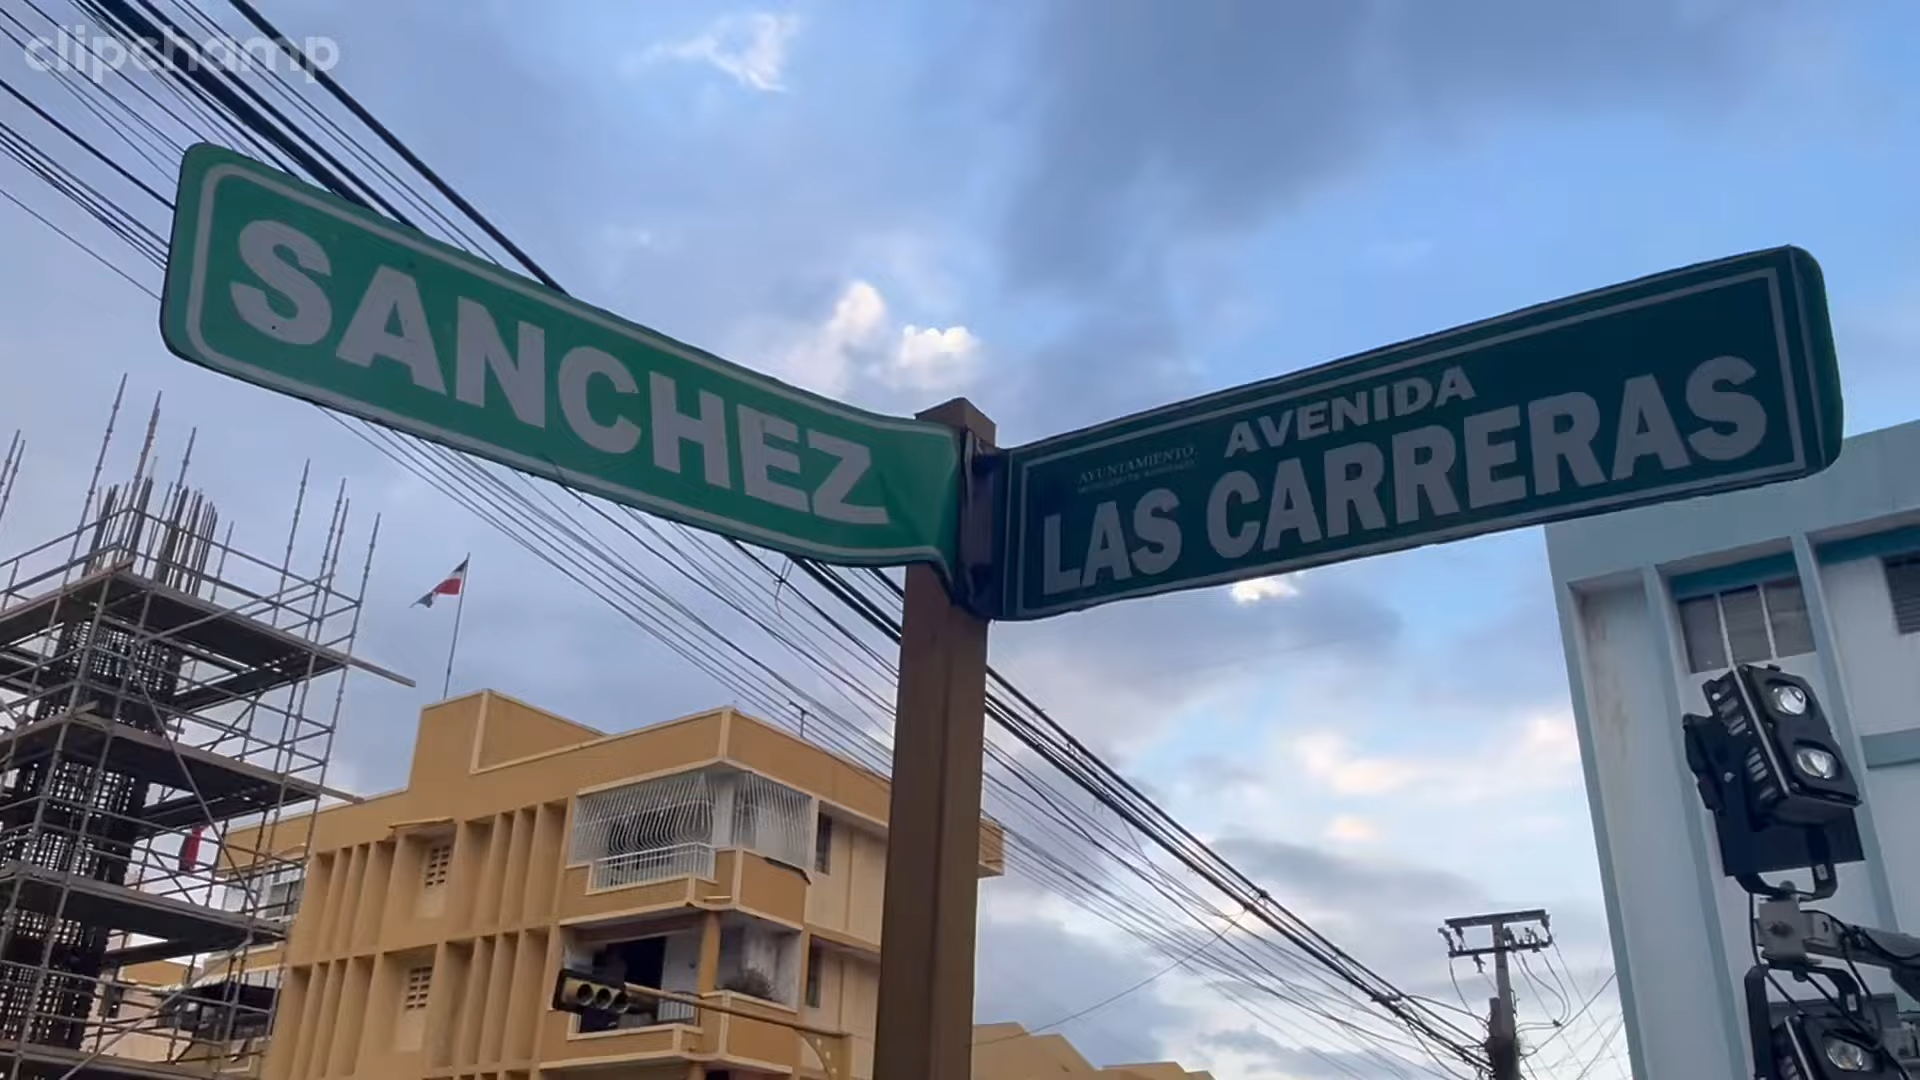 clipchamp
SANCHEZ
AVENIDA
AYUNTAMIENTO
LAS CARRERAS